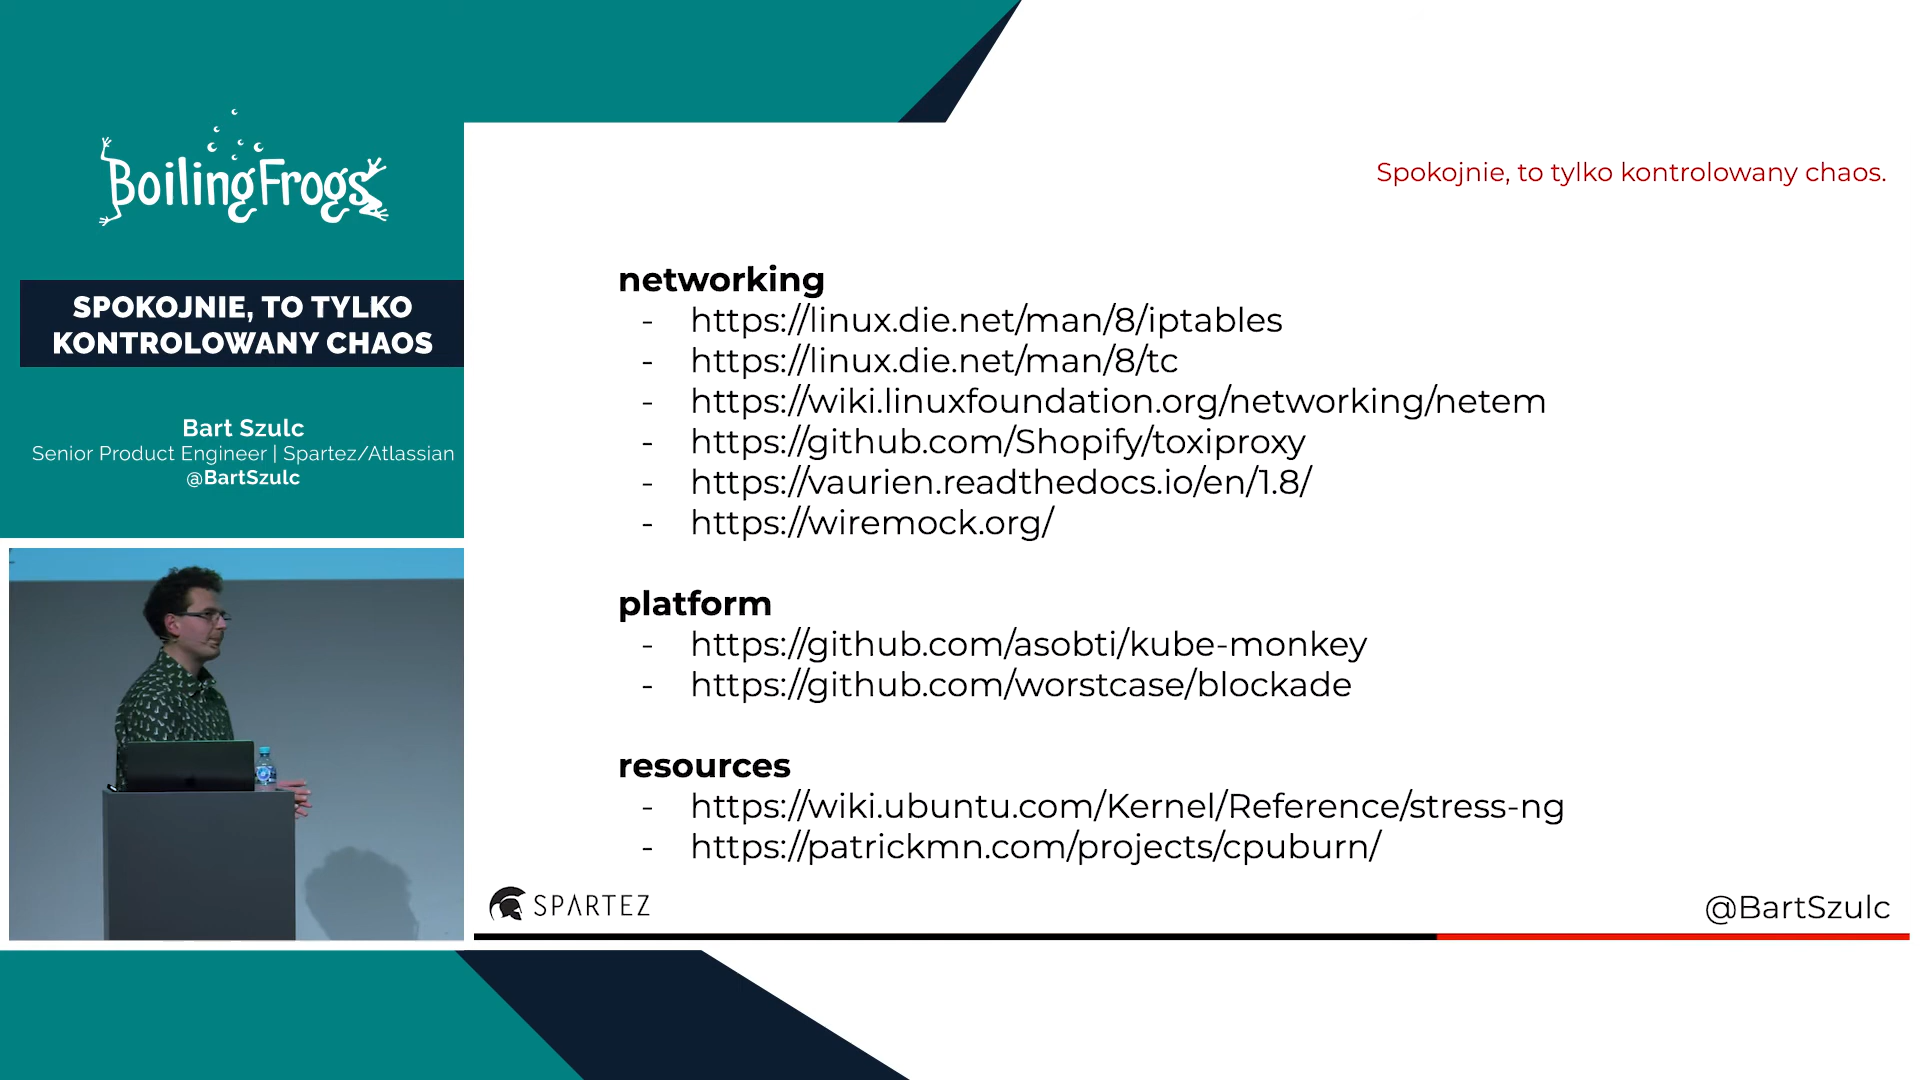 BoilingFrogs
SPOKOJNIE, TO TYLKO
KONTROLOWANY CHAOS
Bart Szulc
Senior Product Engineer | Spartez/Atlassian
@BartSzulc
Spokojnie, to tylko kontrolowany chaos.
networking
- https://linux.die.net/man/8/iptables
- https://linux.die.net/man/8/tc
- https://wiki.linuxfoundation.org/networking/netem
- https://github.com/Shopify/toxiproxy
- https://vaurien.readthedocs.io/en/1.8/
- https://wiremock.org/
platform
- https://github.com/asobti/kube-monkey
- https://github.com/worstcase/blockade
resources
- https://wiki.ubuntu.com/Kernel/Reference/stress-ng
- https://patrickmn.com/projects/cpuburn/
SPARTEZ
@BartSzulc